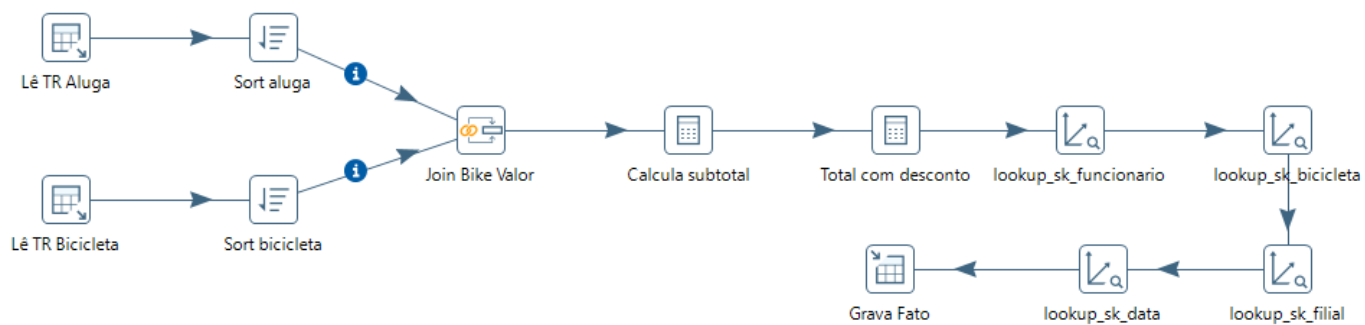 Lê TR Aluga
Sort aluga
Join Bike Valor
Calcula subtotal
Total com desconto
lookup_sk_funcionario
lookup_sk_bicicleta
Lê TR Bicicleta
Sort bicicleta
Grava Fato
lookup_sk_data
lookup_sk_filial